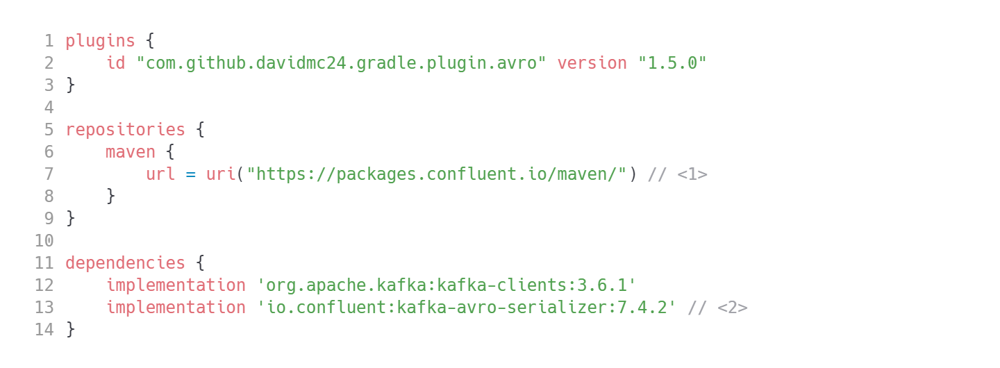 1 plugins {
2     id "com.github.davidmc24.gradle.plugin.avro" version "1.5.0"
3 }
4
5 repositories {
6     maven {
7         url = uri("https://packages.confluent.io/maven/") // <1>
8     }
9 }
10
11 dependencies {
12     implementation 'org.apache.kafka:kafka-clients:3.6.1'
13     implementation 'io.confluent:kafka-avro-serializer:7.4.2' // <2>
14 }